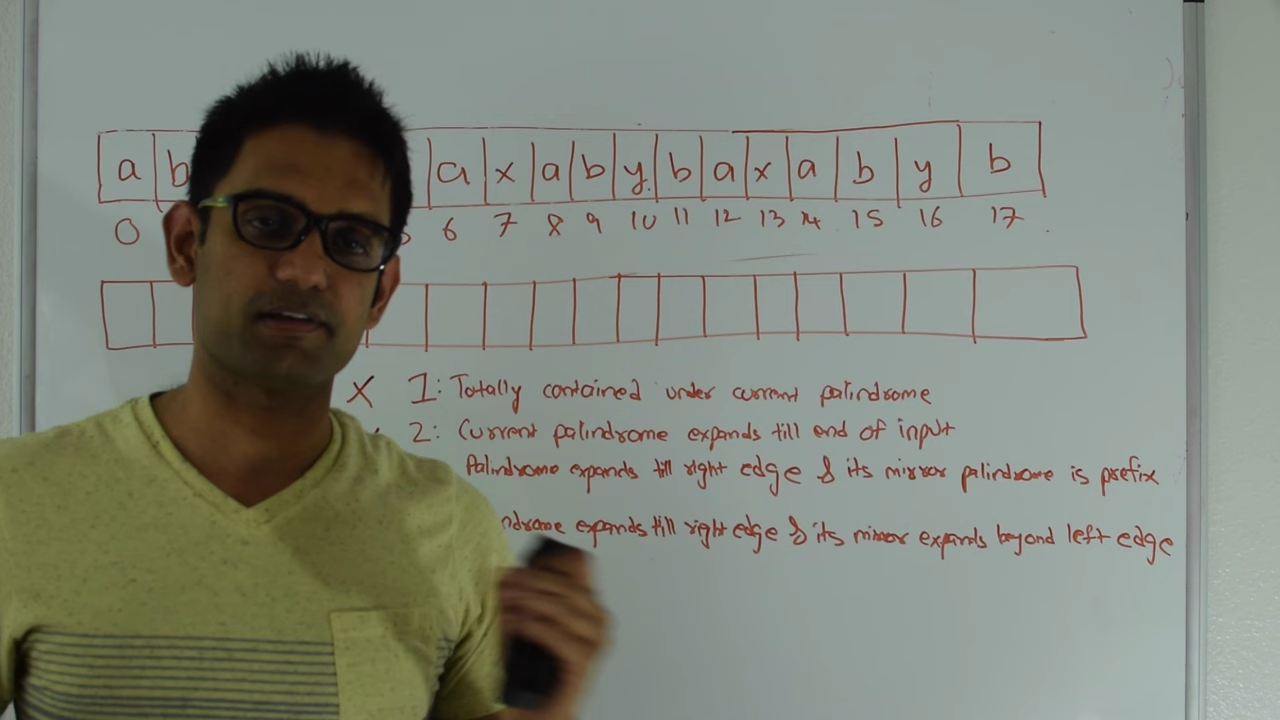 a b a x a b y b a x a b y b
0 6 7 8 9 10 11 12 13 14 15 16 17
X 1: Totally contained under current palindrome
2: Current palindrome expands till end of input
Palindrome expands till right edge & its mirror palindrome is prefix
expands till right edge & its mirror expands beyond left edge